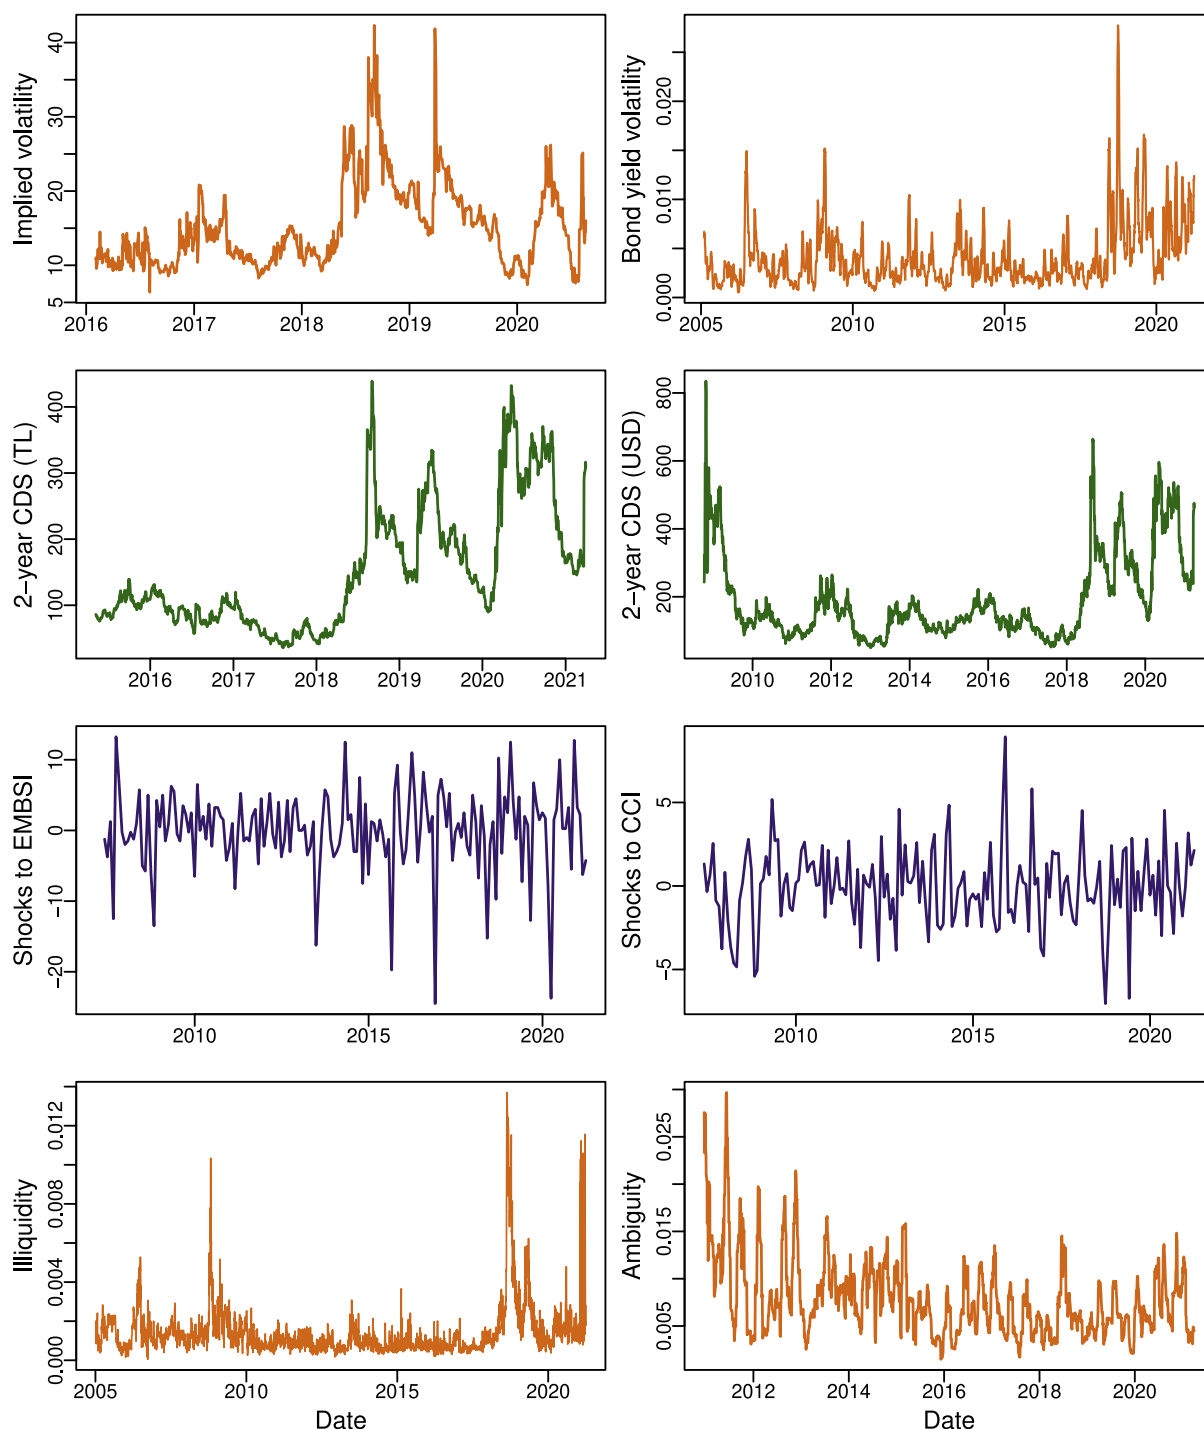 Implied volatility
5 10 20 30 40
2016 2017 2018 2019 2020
Bond yield volatility
0.000 0.010 0.020
2005 2010 2015 2020
2−year CDS (TL)
100 200 300 400
2016 2017 2018 2019 2020 2021
2−year CDS (USD)
200 400 600 800
2010 2012 2014 2016 2018 2020
Shocks to EMBSI
−20 −10 0 10
2010 2015 2020
Shocks to CCI
−5 0 5
2010 2015 2020
Illiquidity
0.000 0.004 0.008 0.012
2005 2010 2015 2020
Date
Ambiguity
0.005 0.015 0.025
2012 2014 2016 2018 2020
Date